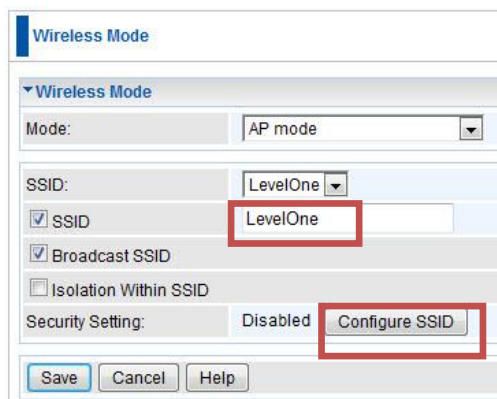 Wireless Mode
Wireless Mode
Mode: AP mode
SSID: LevelOne
SSID LevelOne
Broadcast SSID
Isolation Within SSID
Security Setting: Disabled Configure SSID
Save Cancel Help